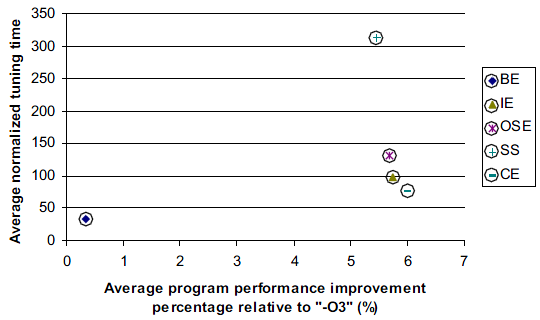 350
300
250
200
150
100
50
0
Average normalized tuning time
0 1 2 3 4 5 6 7
Average program performance improvement
percentage relative to "-O3" (%)
BE
IE
OSE
SS
CE